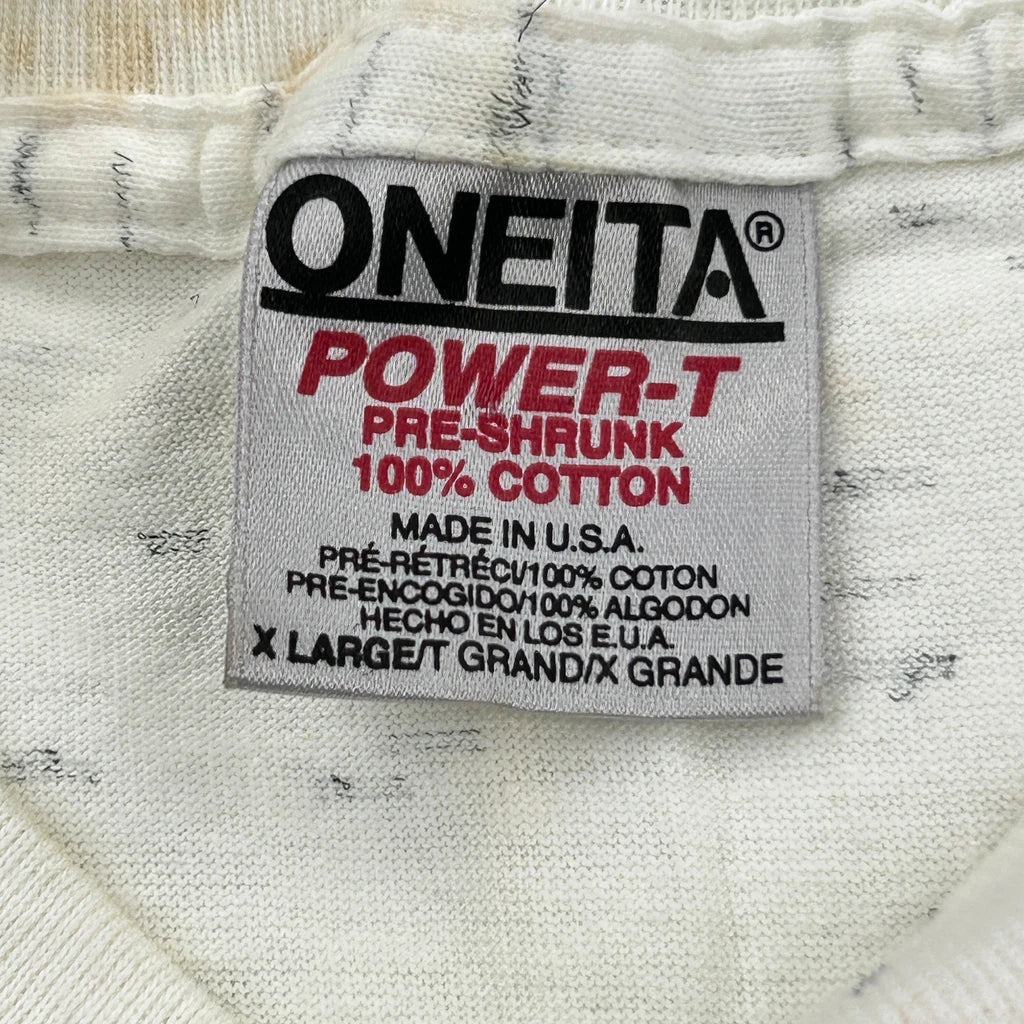 ONEITA®
POWER-T
PRE-SHRUNK
100% COTTON
MADE IN U.S.A.
PRÉ-RÉTRÉCI/100% COTON
PRE-ENCOGIDO/100% ALGODON
HECHO EN LOS E.U.A.
X LARGE/T GRAND/X GRANDE